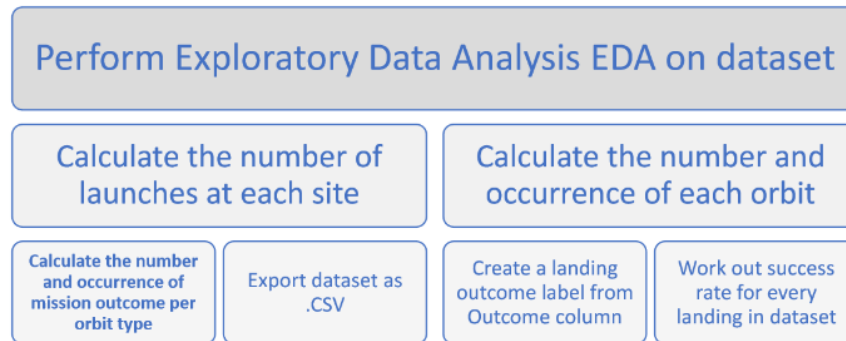 Perform Exploratory Data Analysis EDA on dataset
Calculate the number of
launches at each site
Calculate the number and
occurrence of each orbit
Calculate the number
and occurrence of
mission outcome per
orbit type
Export dataset as
.CSV
Create a landing
outcome label from
Outcome column
Work out success
rate for every
landing in dataset